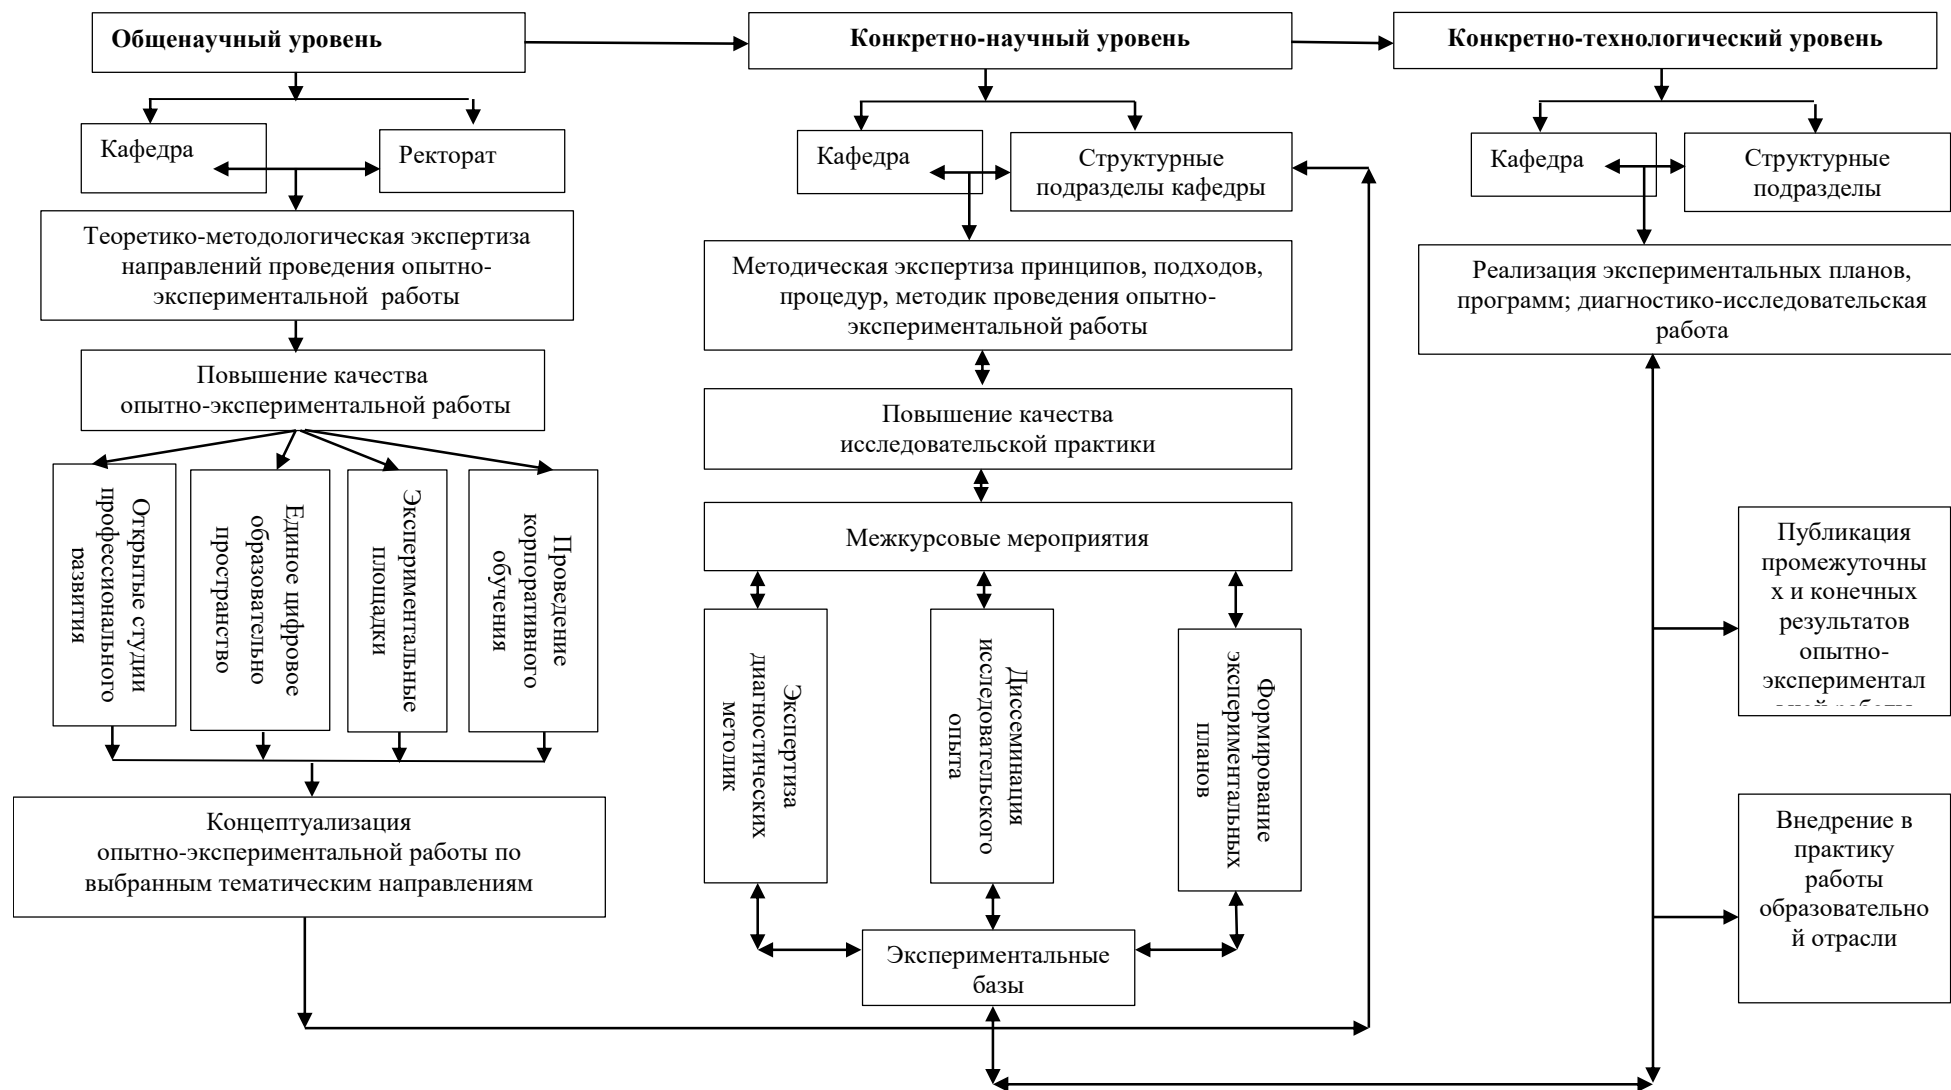 Общенаучный уровень
Конкретно-научный уровень
Конкретно-технологический уровень
Кафедра
Ректорат
Кафедра
Структурные
подразделы кафедры
Кафедра
Структурные
подразделы
Теоретико-методологическая экспертиза
направлений проведения опытно-
экспериментальной работы
Методическая экспертиза принципов, подходов,
процедур, методик проведения опытно-
экспериментальной работы
Реализация экспериментальных планов,
программ; диагностико-исследовательская
работа
Повышение качества
опытно-экспериментальной работы
Повышение качества
исследовательской практики
Открытые студии
профессионального
развития
Единое цифровое
образовательно
пространство
Экспериментальные
площадки
Проведение
корпоративного
обучения
Межкурсовые мероприятия
Экспертиза
диагностических
методик
Диссеминация
исследовательского
опыта
Формирование
экспериментальных
планов
Публикация
промежуточны
х и конечных
результатов
опытно-
эксперименталь
Концептуализация
опытно-экспериментальной работы по
выбранным тематическим направлениям
Экспериментальные
базы
Внедрение в
практику
работы
образовательно
й отрасли